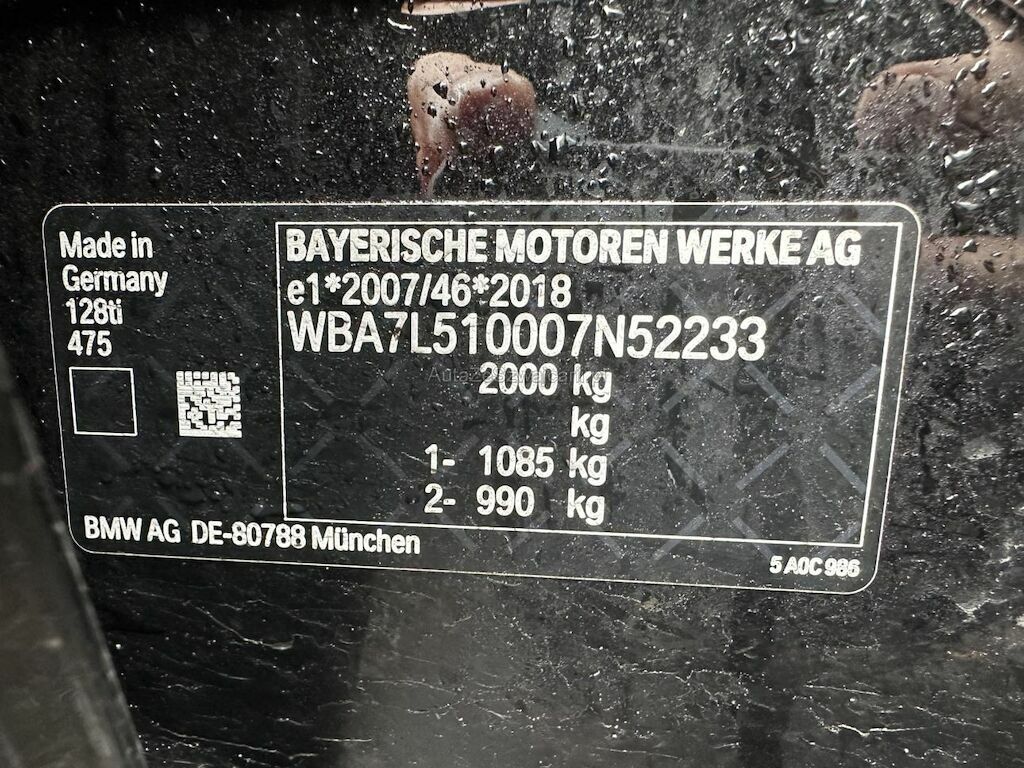 Made in
Germany
128ti
475
BAYERISCHE MOTOREN WERKE AG
e1*2007/46*2018
WBA7L510007N52233
2000 kg
kg
1- 1085 kg
2- 990 kg
BMW AG DE-80788 München
5 A0C 986